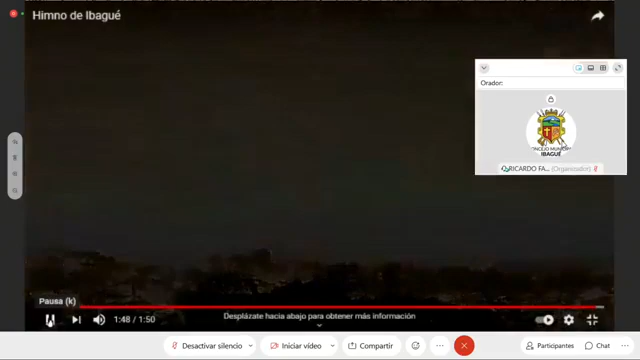 Himno de Ibagué
Orador:
CONCEJO MUNICIPAL
IBAGUÉ
RICARDO FA... (Organizador)
Pausa (k)
1:48 / 1:50
Desplázate hacia abajo para obtener más información
Desactivar silencio
Iniciar vídeo
Compartir
Participantes
Chat